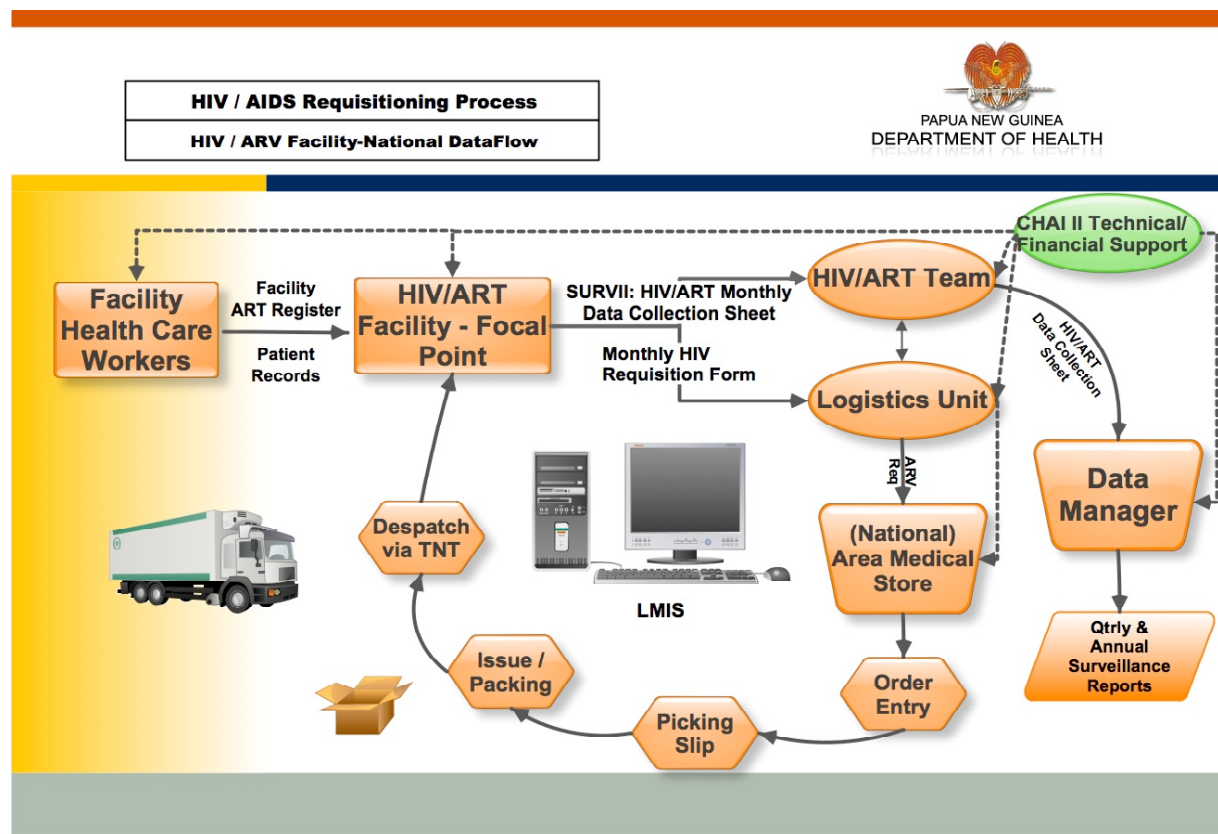 HIV / AIDS Requisitioning Process
HIV / ARV Facility-National DataFlow
PAPUA NEW GUINEA
DEPARTMENT OF HEALTH
CHAI II Technical/
Financial Support
Facility
Health Care
Workers
Facility
ART Register
Patient
Records
HIV/ART
Facility - Focal
Point
SURVII: HIV/ART Monthly
Data Collection Sheet
Monthly HIV
Requisition Form
HIV/ART Team
Logistics Unit
HIV/ART
Data Collection
Sheet
ARV
Req
Data
Manager
(National)
Area Medical
Store
Despatch
via TNT
LMIS
Qtrly &
Annual
Surveillance
Reports
Issue /
Packing
Order
Entry
Picking
Slip